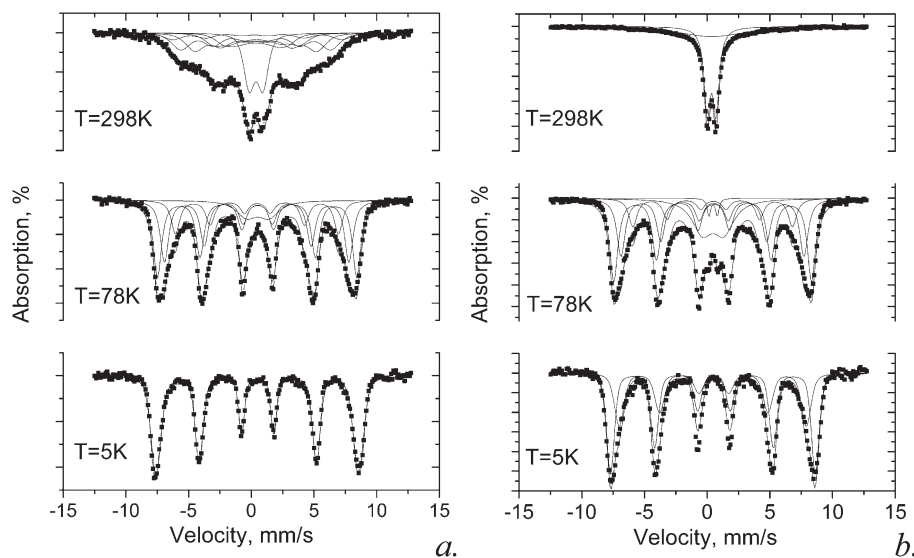 T=298K
T=78K
T=5K
Absorption, %
-15 -10 -5 0 5 10 15
Velocity, mm/s
a.
T=298K
T=78K
T=5K
Absorption, %
-15 -10 -5 0 5 10 15
Velocity, mm/s
b.